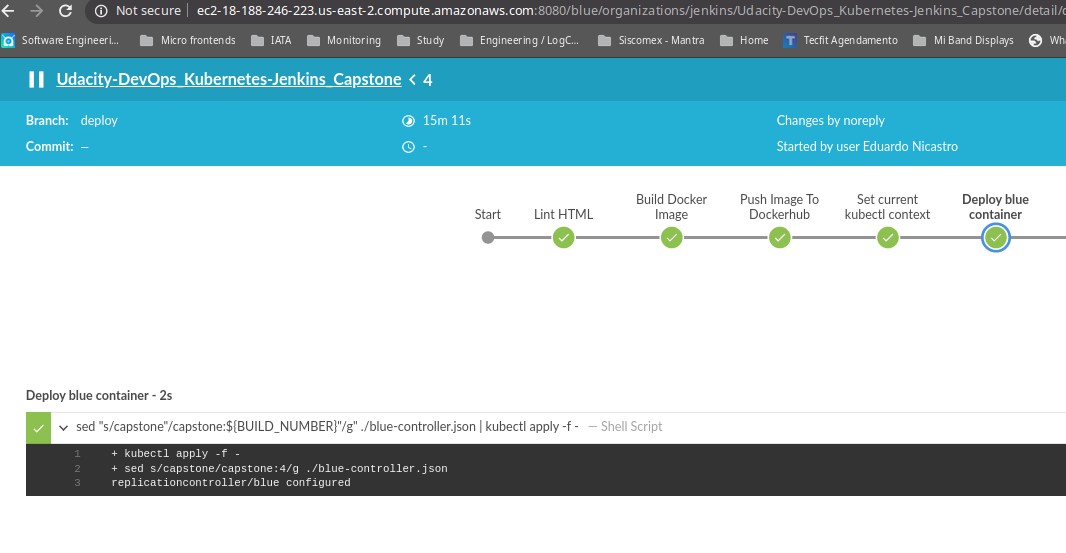 Not secure ec2-18-188-246-223.us-east-2.compute.amazonaws.com:8080/blue/organizations/jenkins/Udacity-DevOps_Kubernetes-Jenkins_Capstone/detail/
Software Engineeri... Micro frontends IATA Monitoring Study Engineering / LogC... Siscomex - Mantra Home Tecfit Agendamento Mi Band Displays
Udacity-DevOps_Kubernetes-Jenkins_Capstone < 4
Branch: deploy 15m 11s Changes by noreply
Commit: – - Started by user Eduardo Nicastro
Start
Lint HTML
Build Docker
Image
Push Image To
Dockerhub
Set current
kubectl context
Deploy blue
container
Deploy blue container - 2s
sed "s/capstone"/capstone:${BUILD_NUMBER}"/g" ./blue-controller.json | kubectl apply -f - — Shell Script
1 + kubectl apply -f -
2 + sed s/capstone/capstone:4/g ./blue-controller.json
3 replicationcontroller/blue configured